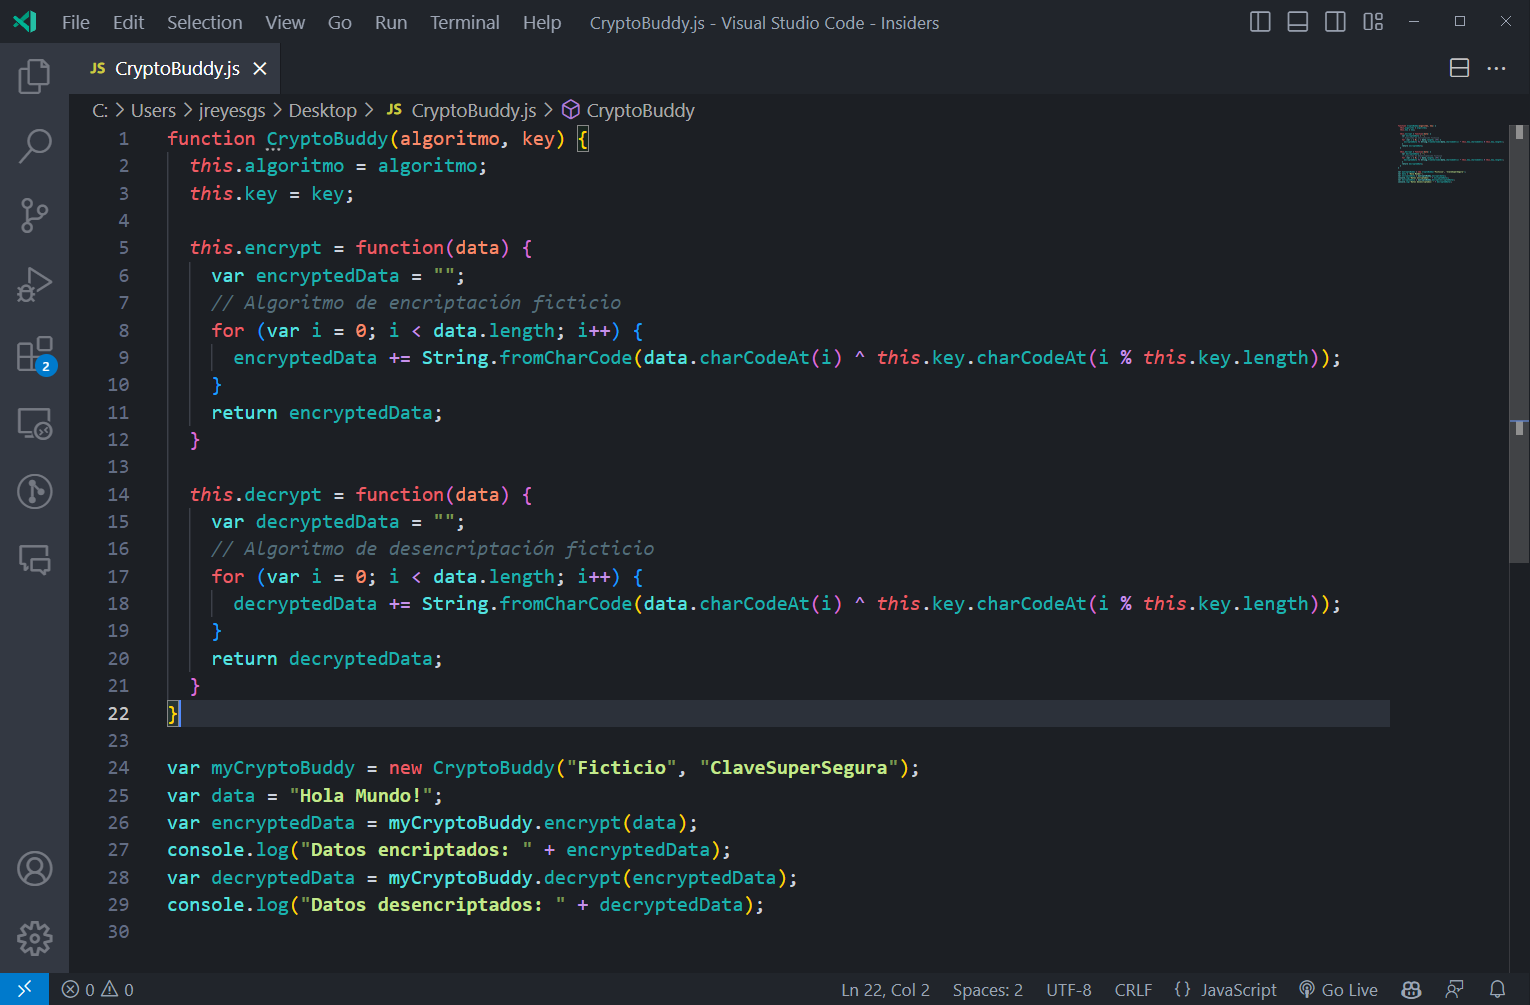 File Edit Selection View Go Run Terminal Help CryptoBuddy.js - Visual Studio Code - Insiders
JS CryptoBuddy.js
C: > Users > jreyesgs > Desktop > JS CryptoBuddy.js > CryptoBuddy
1 function CryptoBuddy(algoritmo, key) {
2   this.algoritmo = algoritmo;
3   this.key = key;
4
5   this.encrypt = function(data) {
6     var encryptedData = "";
7     // Algoritmo de encriptación ficticio
8     for (var i = 0; i < data.length; i++) {
9       encryptedData += String.fromCharCode(data.charCodeAt(i) ^ this.key.charCodeAt(i % this.key.length));
10     }
11     return encryptedData;
12   }
13
14   this.decrypt = function(data) {
15     var decryptedData = "";
16     // Algoritmo de desencriptación ficticio
17     for (var i = 0; i < data.length; i++) {
18       decryptedData += String.fromCharCode(data.charCodeAt(i) ^ this.key.charCodeAt(i % this.key.length));
19     }
20     return decryptedData;
21   }
22 }
23
24 var myCryptoBuddy = new CryptoBuddy("Ficticio", "ClaveSuperSegura");
25 var data = "Hola Mundo!";
26 var encryptedData = myCryptoBuddy.encrypt(data);
27 console.log("Datos encriptados: " + encryptedData);
28 var decryptedData = myCryptoBuddy.decrypt(encryptedData);
29 console.log("Datos desencriptados: " + decryptedData);
30
2
0 0 Ln 22, Col 2 Spaces: 2 UTF-8 CRLF {} JavaScript Go Live